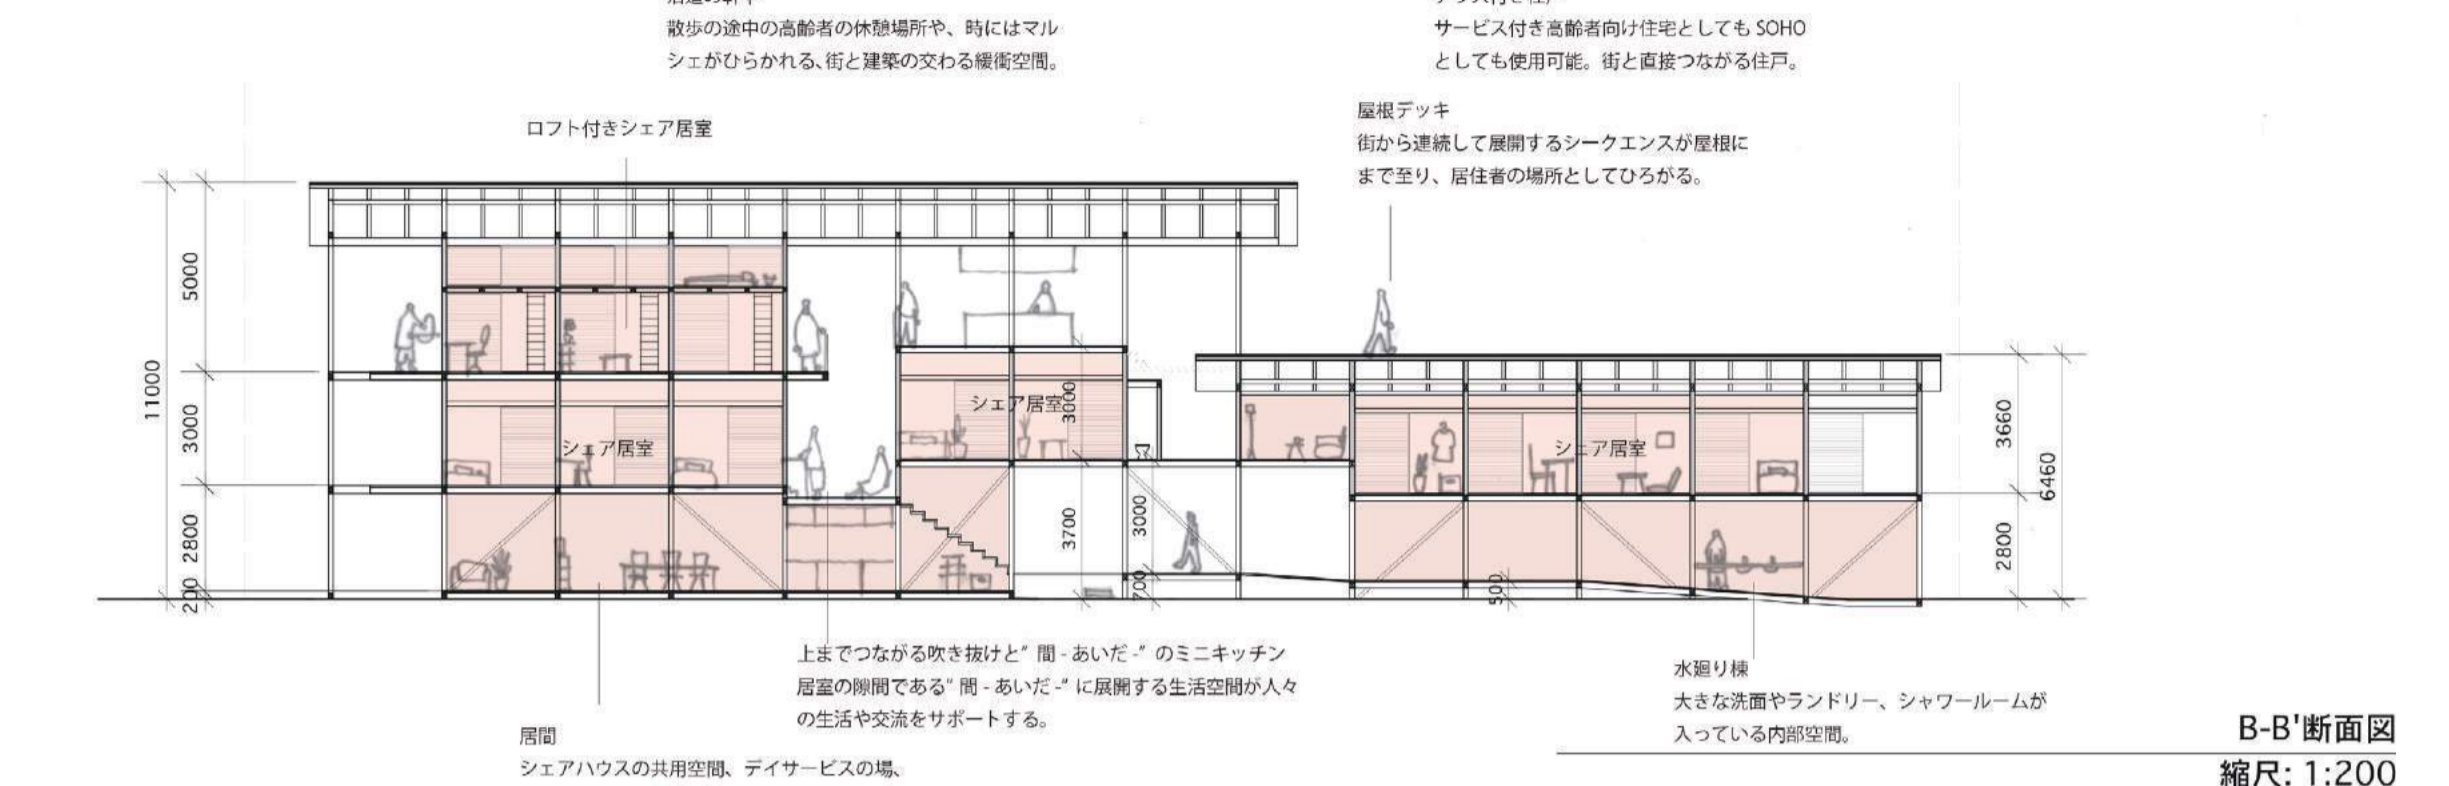 散歩の途中の高齢者の休憩場所や、時にはマル
シェがひらかれる、街と建築の交わる緩衝空間。
サービス付き高齢者向け住宅としても SOHO
としても使用可能。街と直接つながる住戸。
屋根デッキ
街から連続して展開するシークエンスが屋根に
まで至り、居住者の場所としてひろがる。
ロフト付きシェア居室
5000
11000
3000
2800
200
シェア居室
シェア居室
3000
3700
3000
700
シェア居室
500
3660
6460
2800
上までつながる吹き抜けと" 間 - あいだ -" のミニキッチン
居室の隙間である" 間 - あいだ -" に展開する生活空間が人々
の生活や交流をサポートする。
居間
シェアハウスの共用空間、デイサービスの場、
水廻り棟
大きな洗面やランドリー、シャワールームが
入っている内部空間。
B-B'断面図
縮尺: 1:200